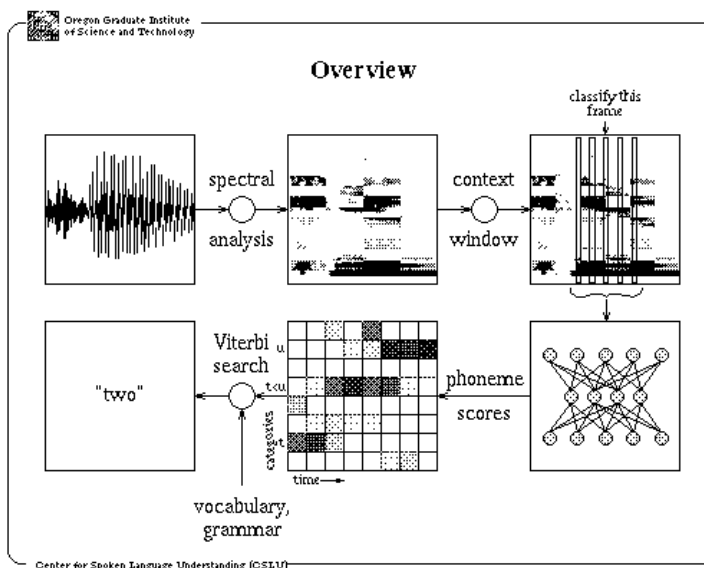 Oregon Graduate Institute
of Science and Technology
Overview
classify this
frame
spectral
analysis
context
window
Viterbi
search
"two"
u
t<u
t
categories
time
phoneme
scores
vocabulary,
grammar
Center for Spoken Language Understanding (CSLU)